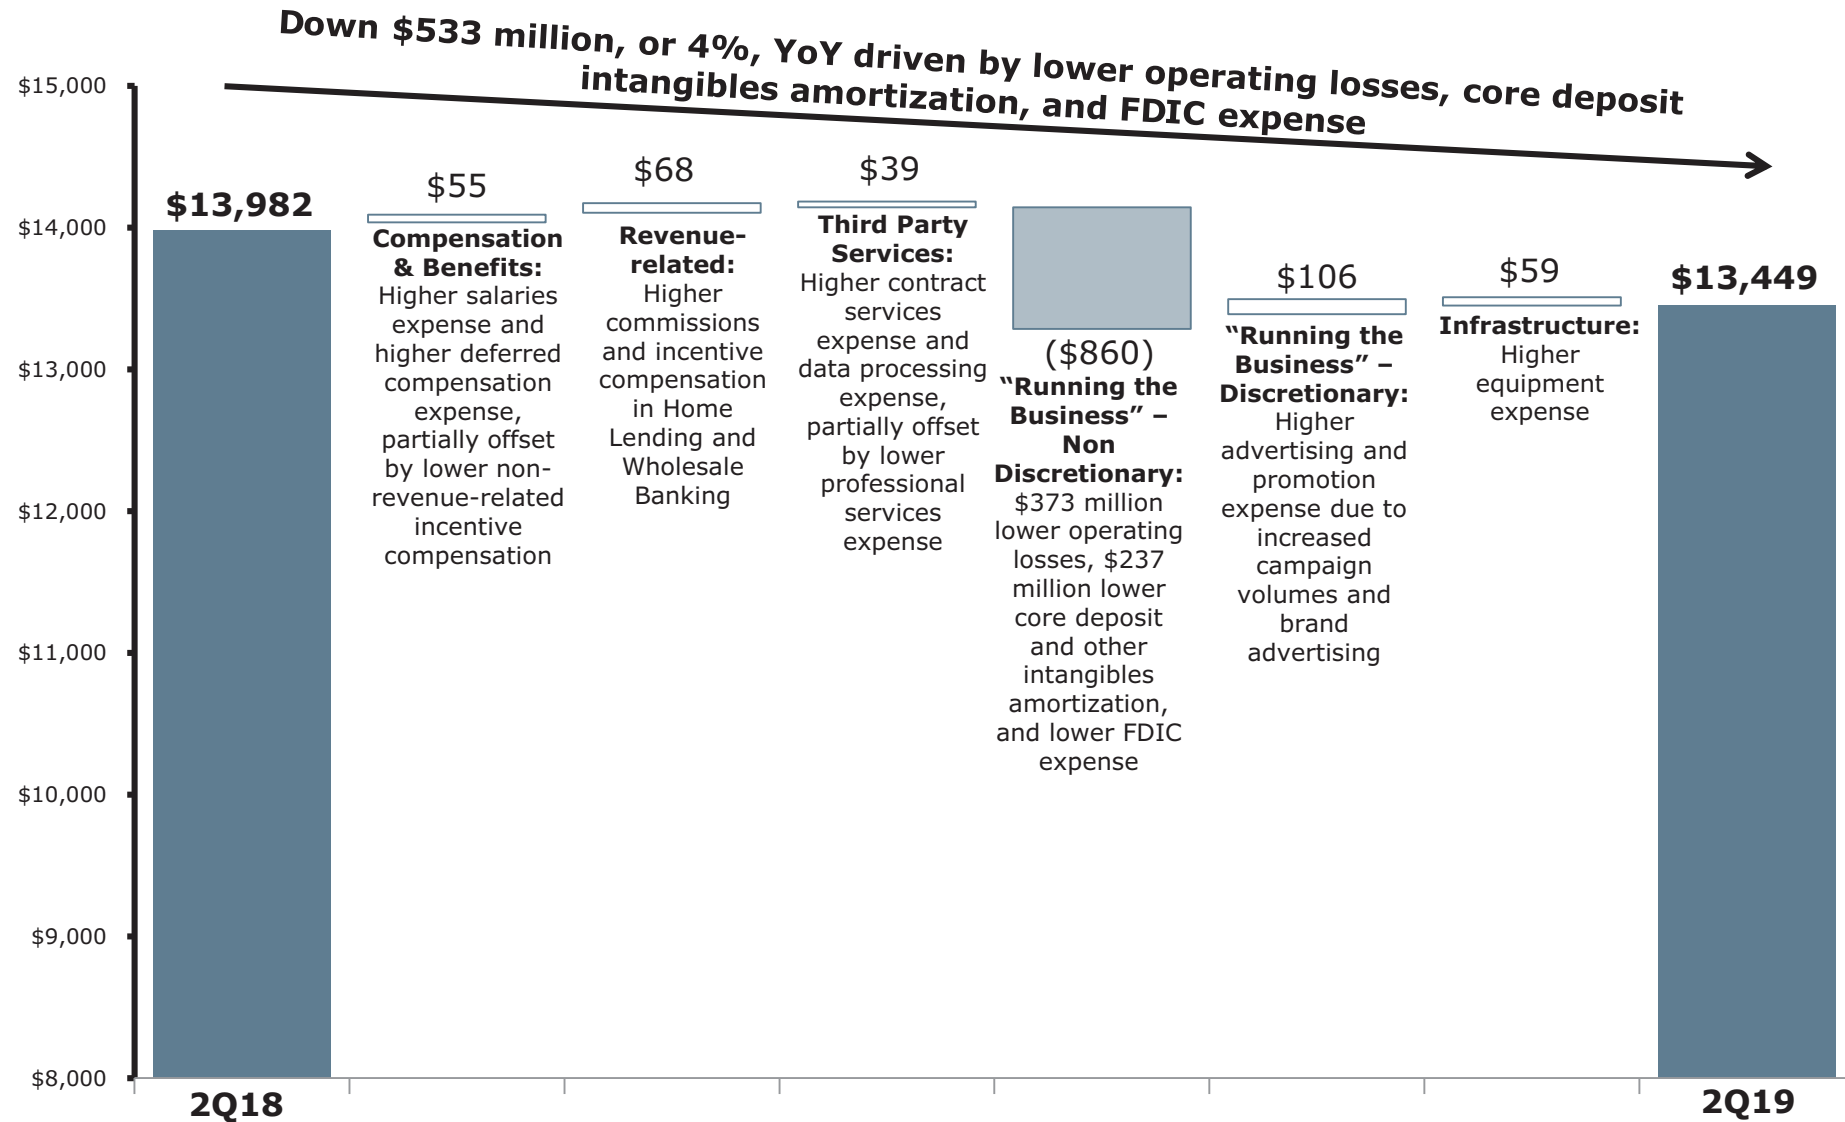 Down $533 million, or 4%, YoY driven by lower operating losses, core deposit
intangibles amortization, and FDIC expense
$15,000
$14,000
$13,000
$12,000
$11,000
$10,000
$9,000
$8,000
$13,982
2Q18
$55
Compensation
& Benefits:
Higher salaries
expense and
higher deferred
compensation
expense,
partially offset
by lower non-
revenue-related
incentive
compensation
$68
Revenue-
related:
Higher
commissions
and incentive
compensation
in Home
Lending and
Wholesale
Banking
$39
Third Party
Services:
Higher contract
services
expense and
data processing
expense,
partially offset
by lower
professional
services
expense
($860)
“Running the
Business” –
Non
Discretionary:
$373 million
lower operating
losses, $237
million lower
core deposit
and other
intangibles
amortization,
and lower FDIC
expense
$106
“Running the
Business” –
Discretionary:
Higher
advertising and
promotion
expense due to
increased
campaign
volumes and
brand
advertising
$59
Infrastructure:
Higher
equipment
expense
$13,449
2Q19